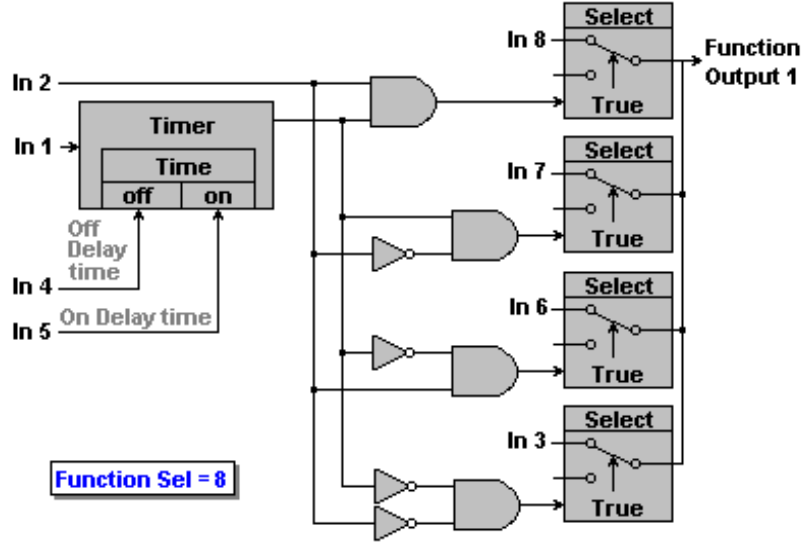 Select
In 8
Function
Output 1
True
In 2
Timer
In 1
Time
off on
Select
In 7
True
Off
Delay
time
In 4
In 5 On Delay time
Select
In 6
True
Select
In 3
True
Function Sel = 8